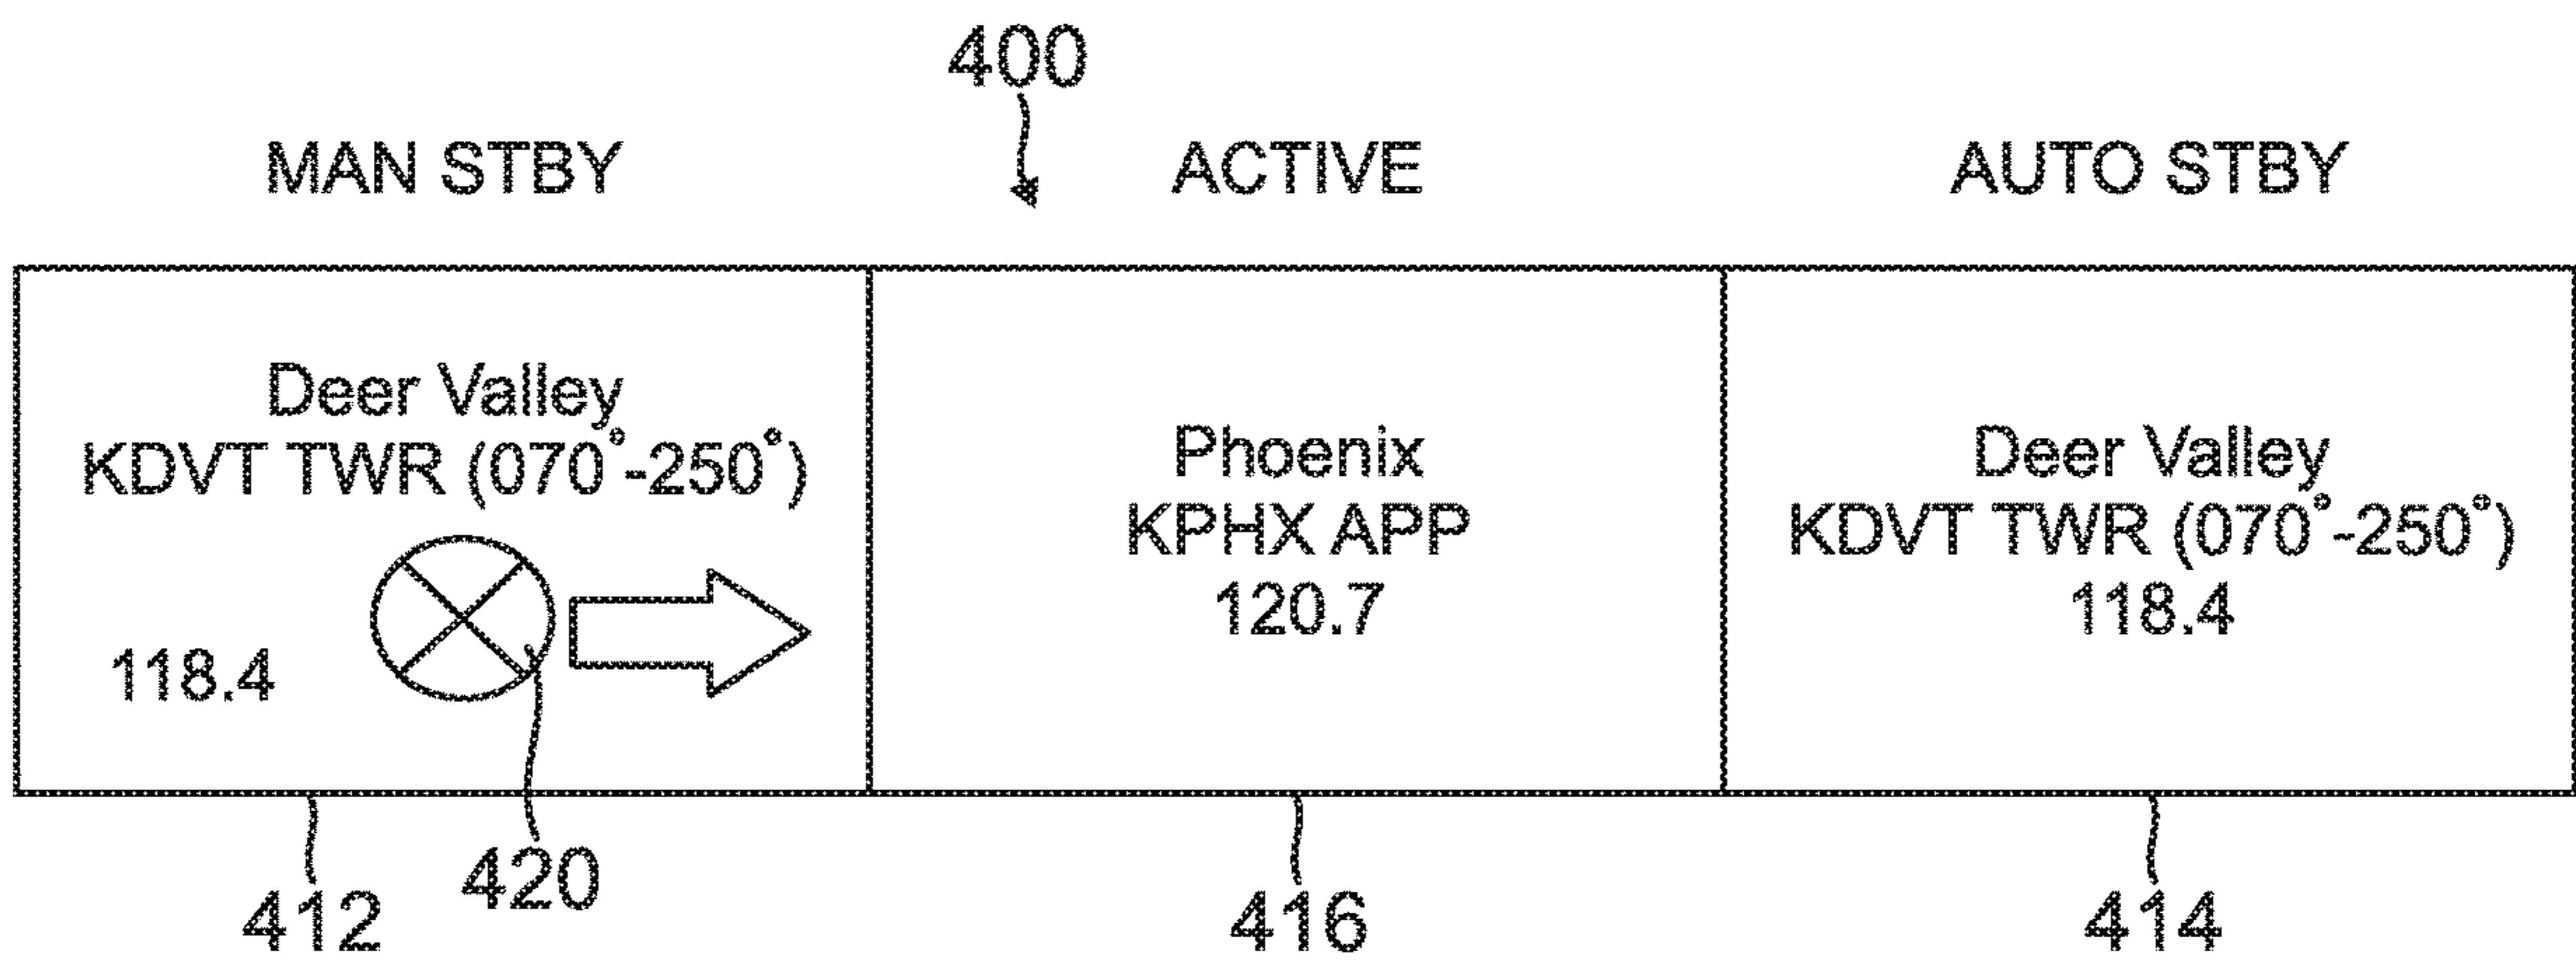 400
MAN STBY
ACTIVE
AUTO STBY
Deer Valley
KDVT TWR (070°-250°)
118.4
Phoenix
KPHX APP
120.7
Deer Valley
KDVT TWR (070°-250°)
118.4
412
420
416
414